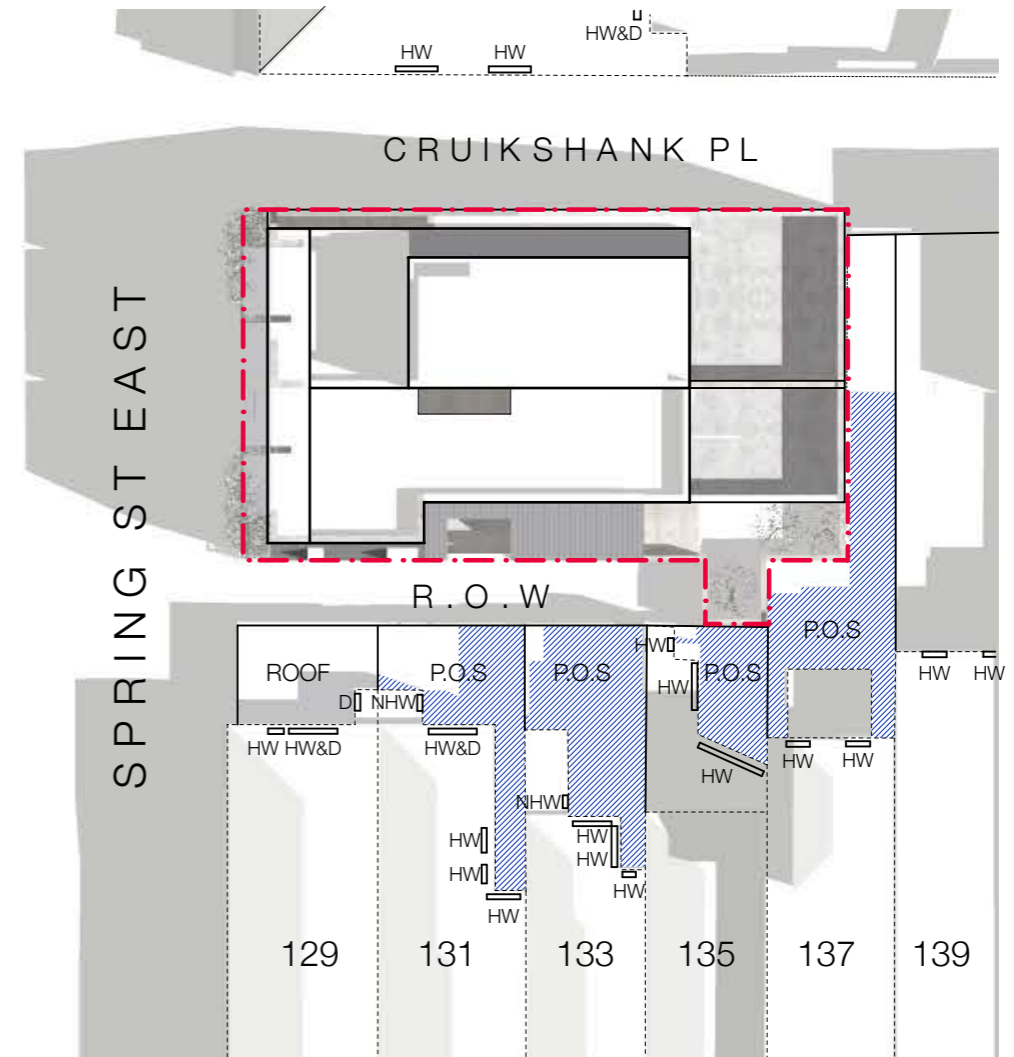 HW&D
HW HW
CRUIKSHANK PL
SPRING ST EAST
R.O.W
ROOF P.O.S P.O.S P.O.S P.O.S
HW
HW
HW HW
D NHW
HW HW&D HW&D
HW HW HW
NHW
HW HW
HW HW
HW HW
129 131 133 135 137 139